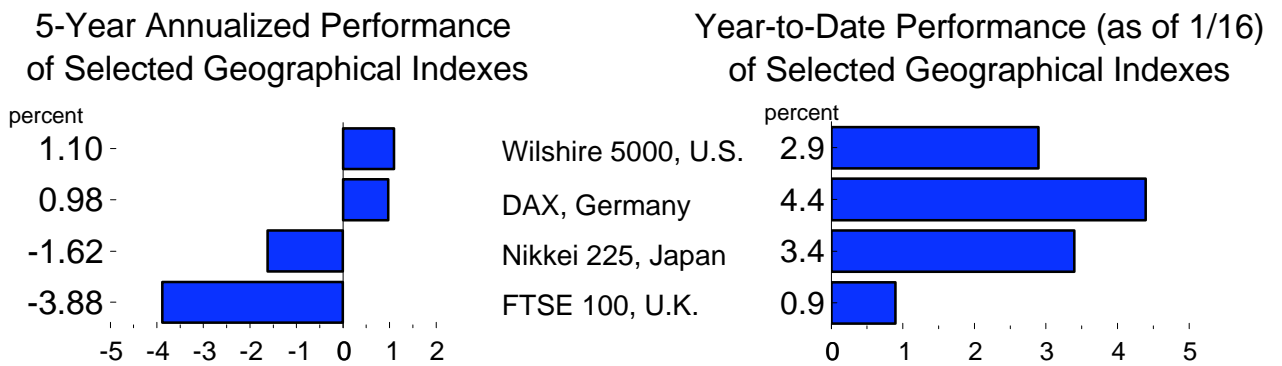 5-Year Annualized Performance
of Selected Geographical Indexes
Year-to-Date Performance (as of 1/16)
of Selected Geographical Indexes
percent
percent
1.10
Wilshire 5000, U.S.
2.9
0.98
DAX, Germany
4.4
-1.62
Nikkei 225, Japan
3.4
-3.88
FTSE 100, U.K.
0.9
-5 -4 -3 -2 -1 0 1 2
0 1 2 3 4 5